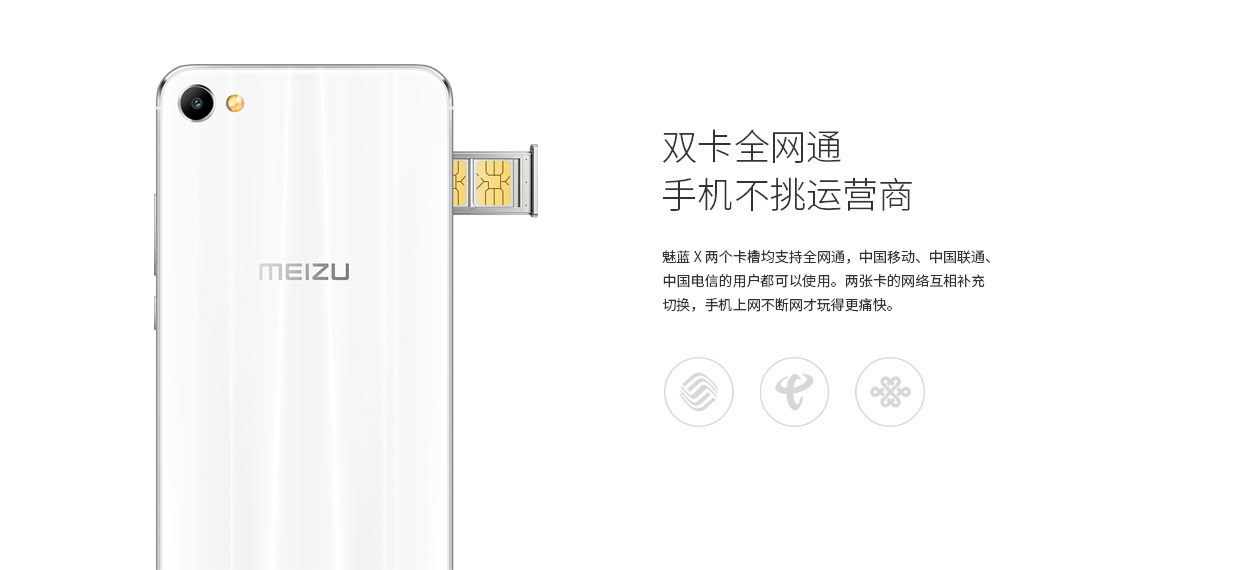 MEIZU
双卡全网通
手机不挑运营商
魅蓝 X 两个卡槽均支持全网通，中国移动、中国联通、
中国电信的用户都可以使用。两张卡的网络互相补充
切换，手机上网不断网才玩得更痛快。